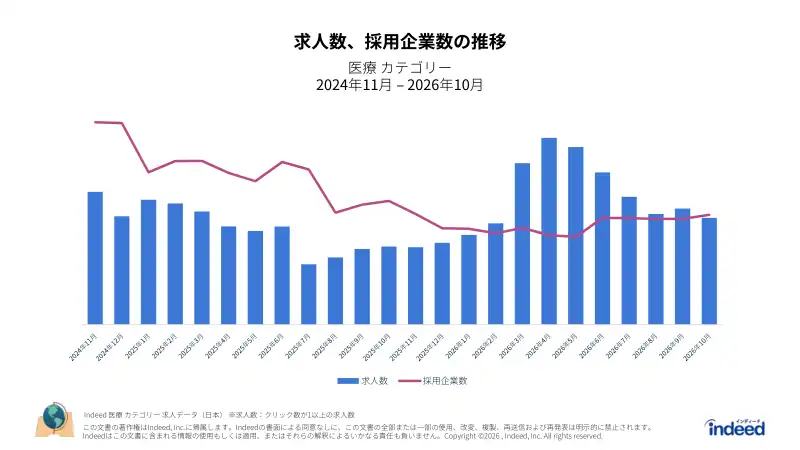 求人数、採用企業数の推移
医療 カテゴリー
2024年11月 – 2026年10月
2024年11月
2024年12月
2025年1月
2025年2月
2025年3月
2025年4月
2025年5月
2025年6月
2025年7月
2025年8月
2025年9月
2025年10月
2025年11月
2025年12月
2026年1月
2026年2月
2026年3月
2026年4月
2026年5月
2026年6月
2026年7月
2026年8月
2026年9月
2026年10月
求人数 採用企業数
Indeed 医療 カテゴリー 求人データ（日本） ※求人数：クリック数が1以上の求人数
この文書の著作権はIndeed, Inc.に帰属します。Indeedの書面による同意なしに、この文書の全部または一部の使用、改変、複製、再送信および再発表は明示的に禁止されます。
Indeedはこの文書に含まれる情報の使用もしくは適用、またはそれらの解釈によるいかなる責任も負いません。Copyright ©2026 , Indeed, Inc. All rights reserved.
インディード
indeed